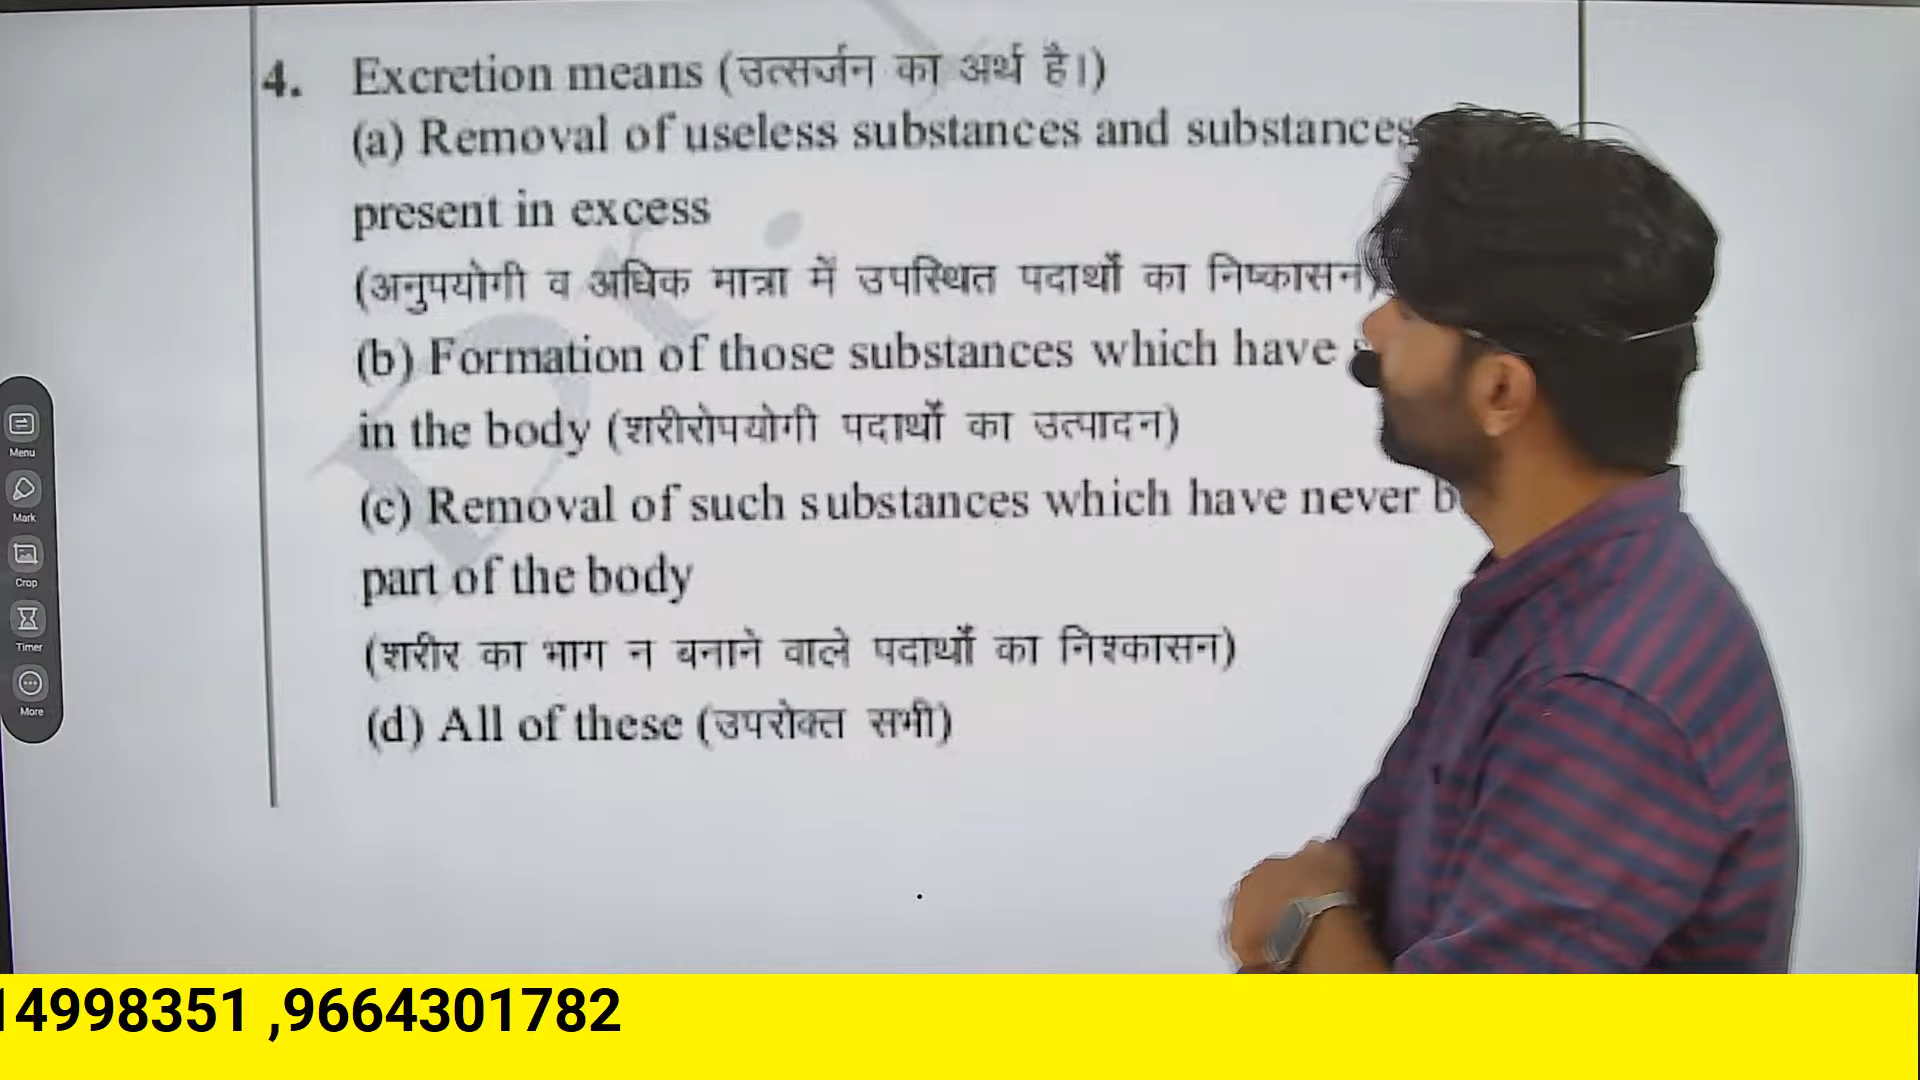 4. Excretion means (उत्सर्जन का अर्थ है।)
(a) Removal of useless substances and substances
present in excess
(अनुपयोगी व अधिक मात्रा में उपस्थित पदार्थों का निष्कासन)
(b) Formation of those substances which have
in the body (शरीरोपयोगी पदार्थों का उत्पादन)
(c) Removal of such substances which have never
part of the body
(शरीर का भाग न बनाने वाले पदार्थों का निश्कासन)
(d) All of these (उपरोक्त सभी)
Menu
Mark
Crop
Timer
More
14998351 ,9664301782